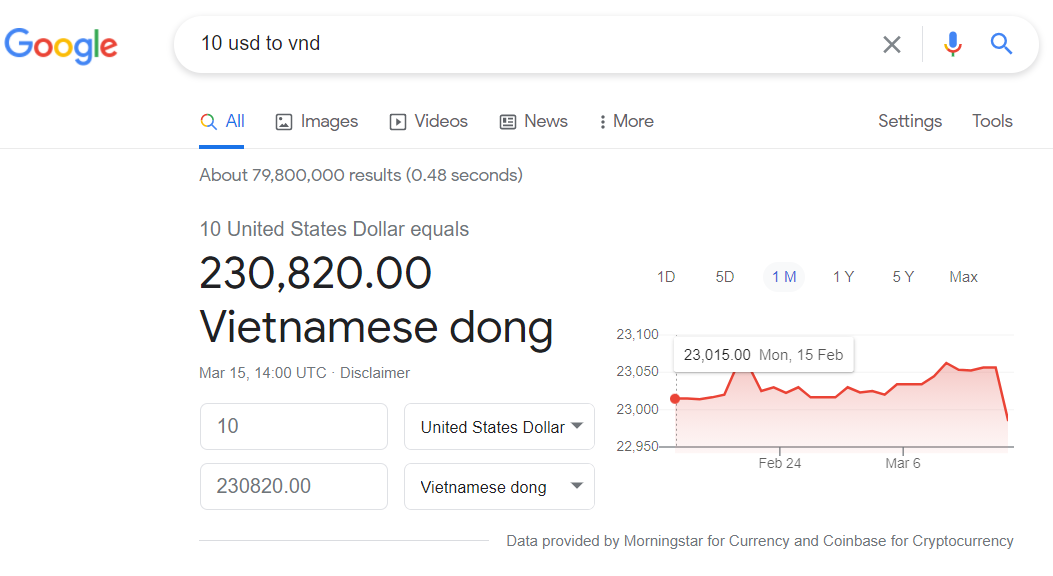 Google
10 usd to vnd
All Images Videos News More Settings Tools
About 79,800,000 results (0.48 seconds)
10 United States Dollar equals
230,820.00
Vietnamese dong
Mar 15, 14:00 UTC · Disclaimer
10 United States Dollar
230820.00 Vietnamese dong
1D 5D 1 M 1 Y 5 Y Max
23,100
23,015.00 Mon, 15 Feb
23,050
23,000
22,950
Feb 24 Mar 6
Data provided by Morningstar for Currency and Coinbase for Cryptocurrency